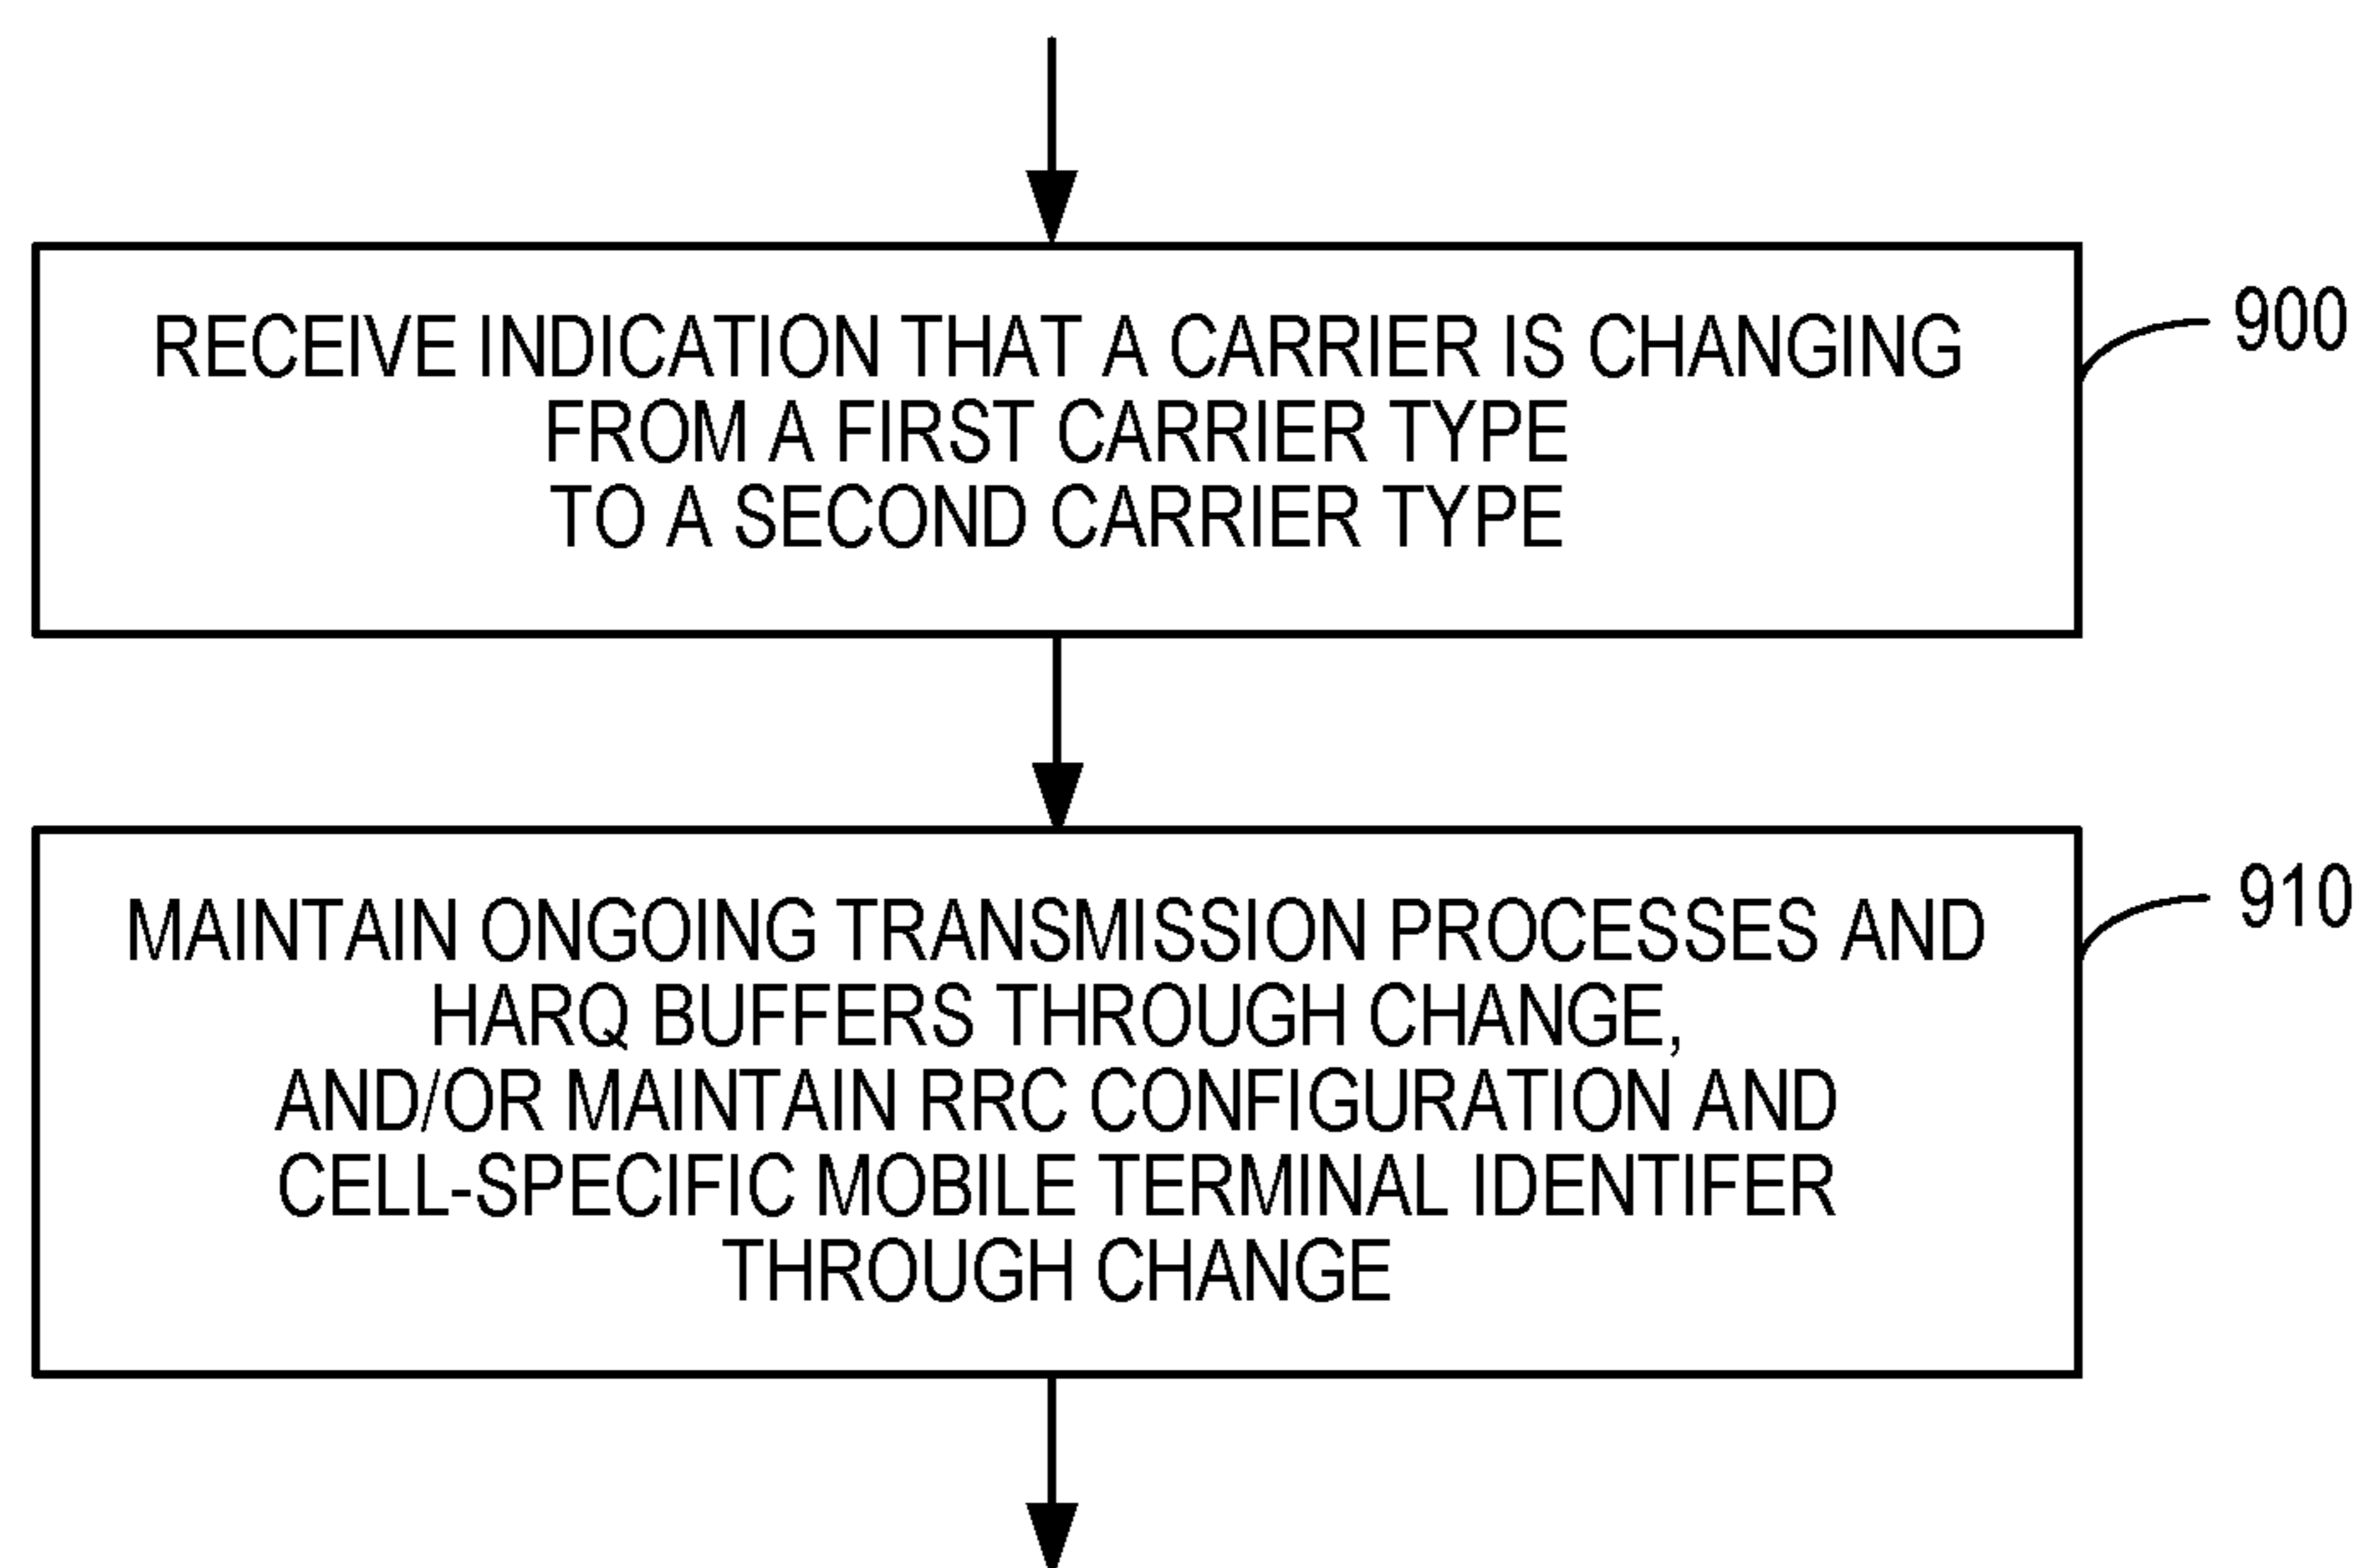 RECEIVE INDICATION THAT A CARRIER IS CHANGING
FROM A FIRST CARRIER TYPE
TO A SECOND CARRIER TYPE
900
MAINTAIN ONGOING TRANSMISSION PROCESSES AND
HARQ BUFFERS THROUGH CHANGE,
AND/OR MAINTAIN RRC CONFIGURATION AND
CELL-SPECIFIC MOBILE TERMINAL IDENTIFER
THROUGH CHANGE
910